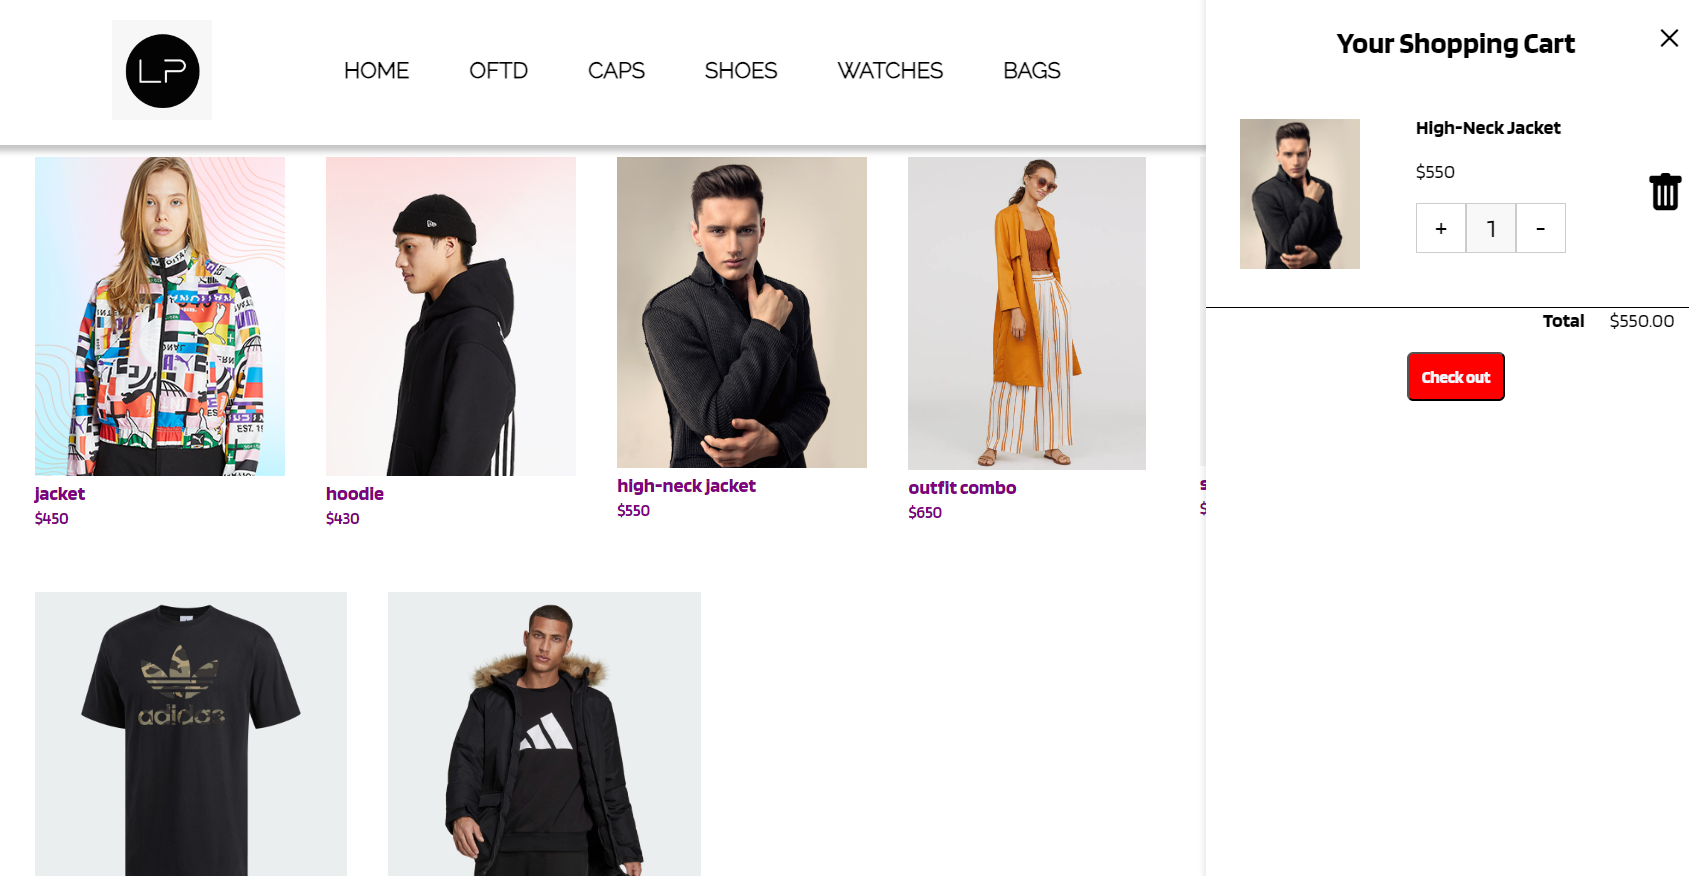 LP
HOME OFTD CAPS SHOES WATCHES BAGS
jacket
$450
hoodie
$430
high-neck jacket
$550
outfit combo
$650
s
$
adidas
Your Shopping Cart
High-Neck Jacket
$550
+ 1 -
Total $550.00
Check out